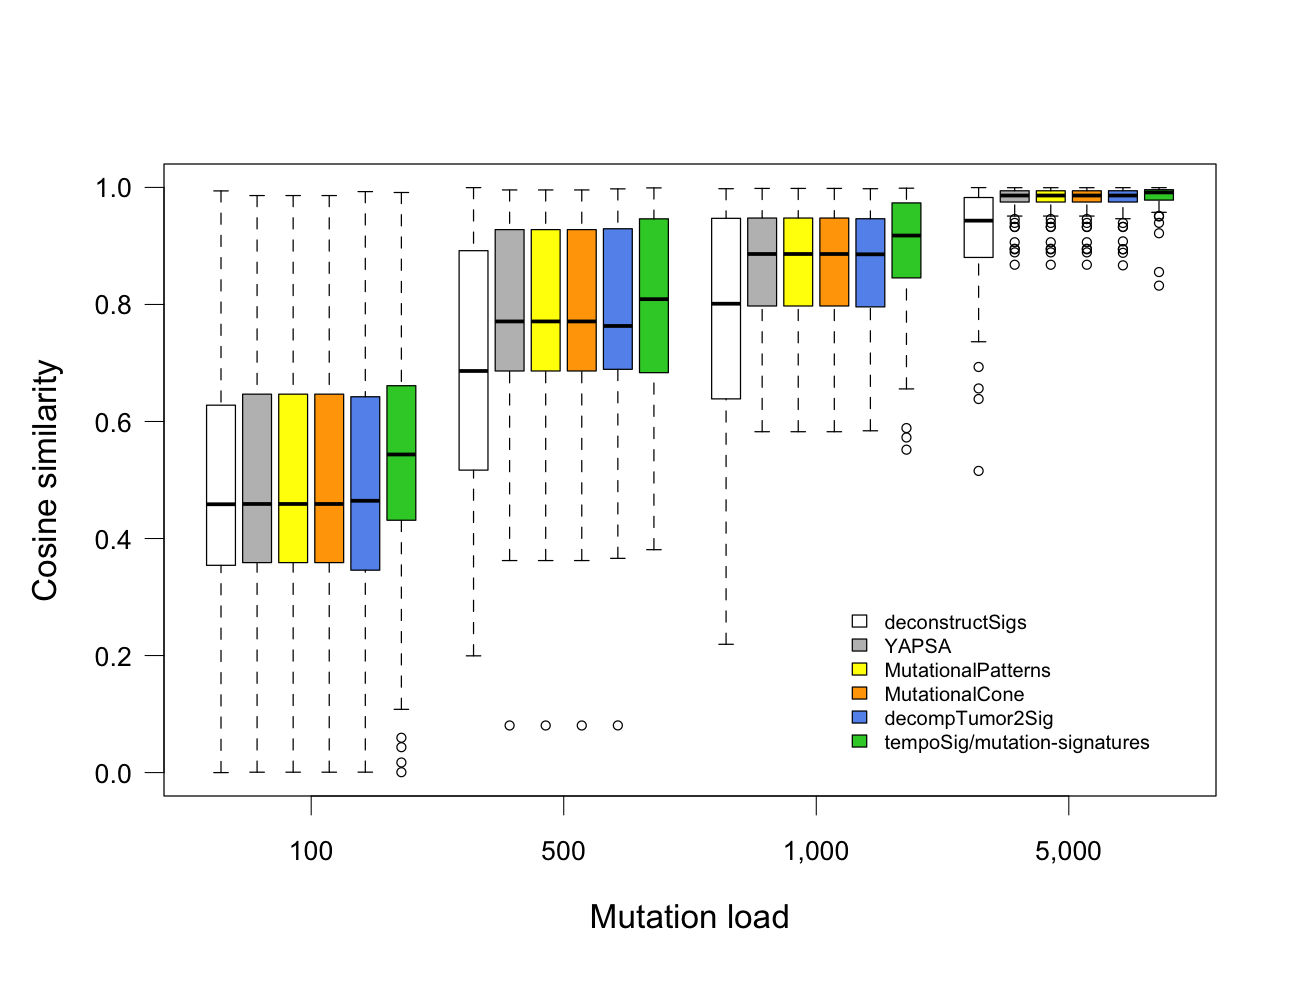 1.0
0.8
0.6
0.4
0.2
0.0
Cosine similarity
deconstructSigs
YAPSA
MutationalPatterns
MutationalCone
decompTumor2Sig
tempoSig/mutation-signatures
100
500
1,000
5,000
Mutation load